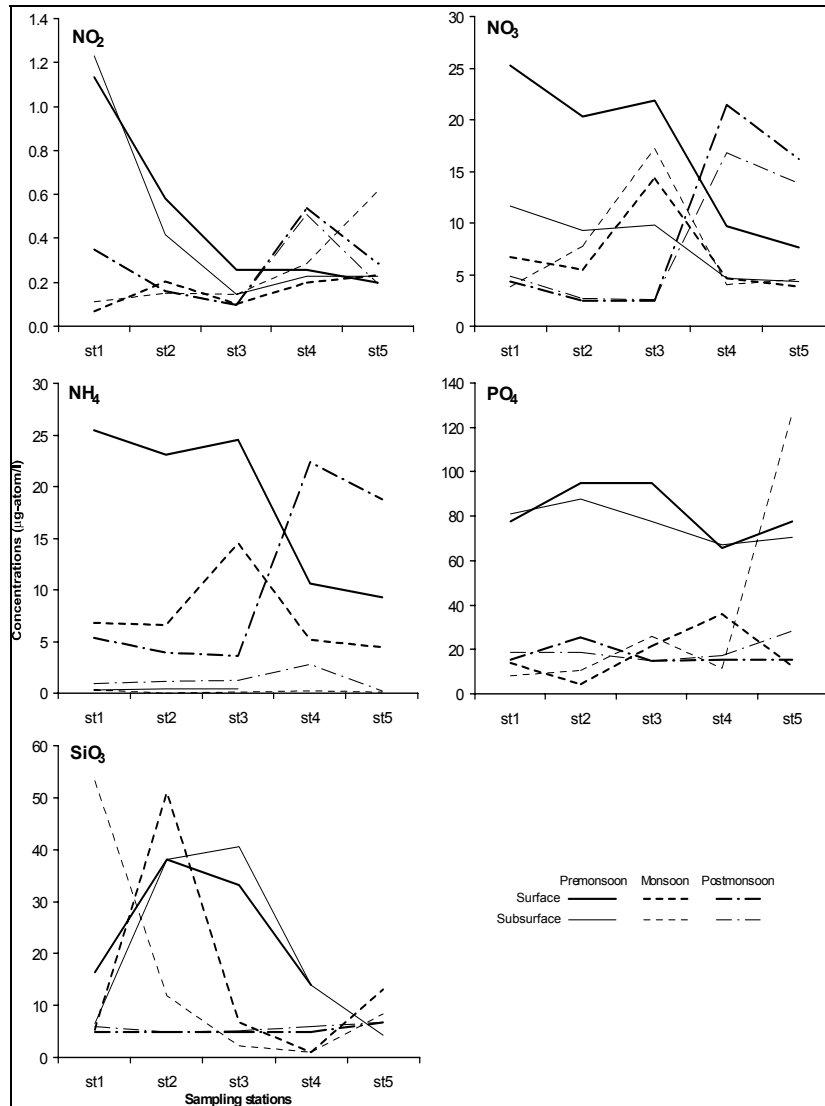 NO2
1.4
1.2
1.0
0.8
0.6
0.4
0.2
0.0
st1 st2 st3 st4 st5
NO3
30
25
20
15
10
5
0
st1 st2 st3 st4 st5
Concentrations (µg-atom/l)
NH4
30
25
20
15
10
5
0
st1 st2 st3 st4 st5
PO4
140
120
100
80
60
40
20
0
st1 st2 st3 st4 st5
SiO3
60
50
40
30
20
10
0
st1 st2 st3 st4 st5
Sampling stations
Premonsoon Monsoon Postmonsoon
Surface
Subsurface